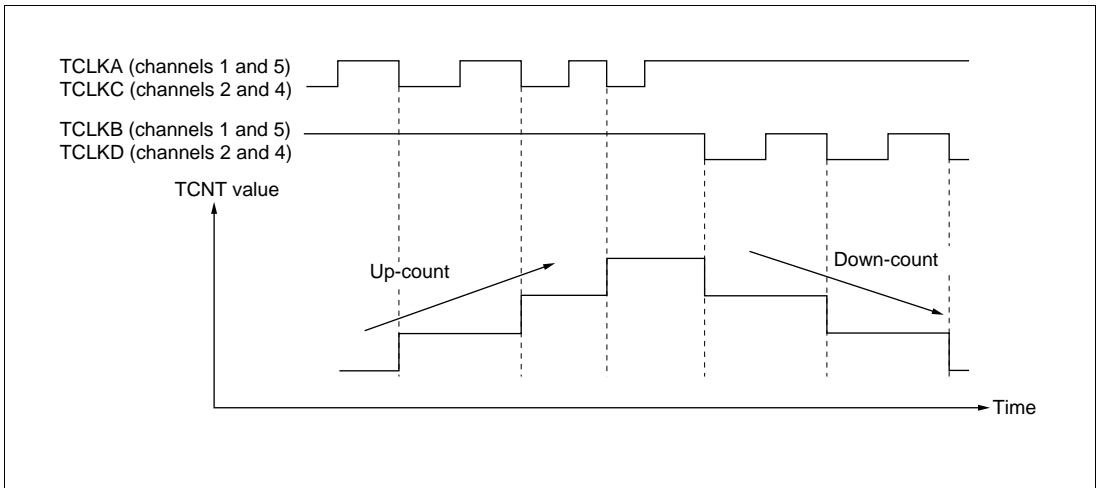 TCLKA (channels 1 and 5)
TCLKC (channels 2 and 4)
TCLKB (channels 1 and 5)
TCLKD (channels 2 and 4)
TCNT value
Up-count
Down-count
Time